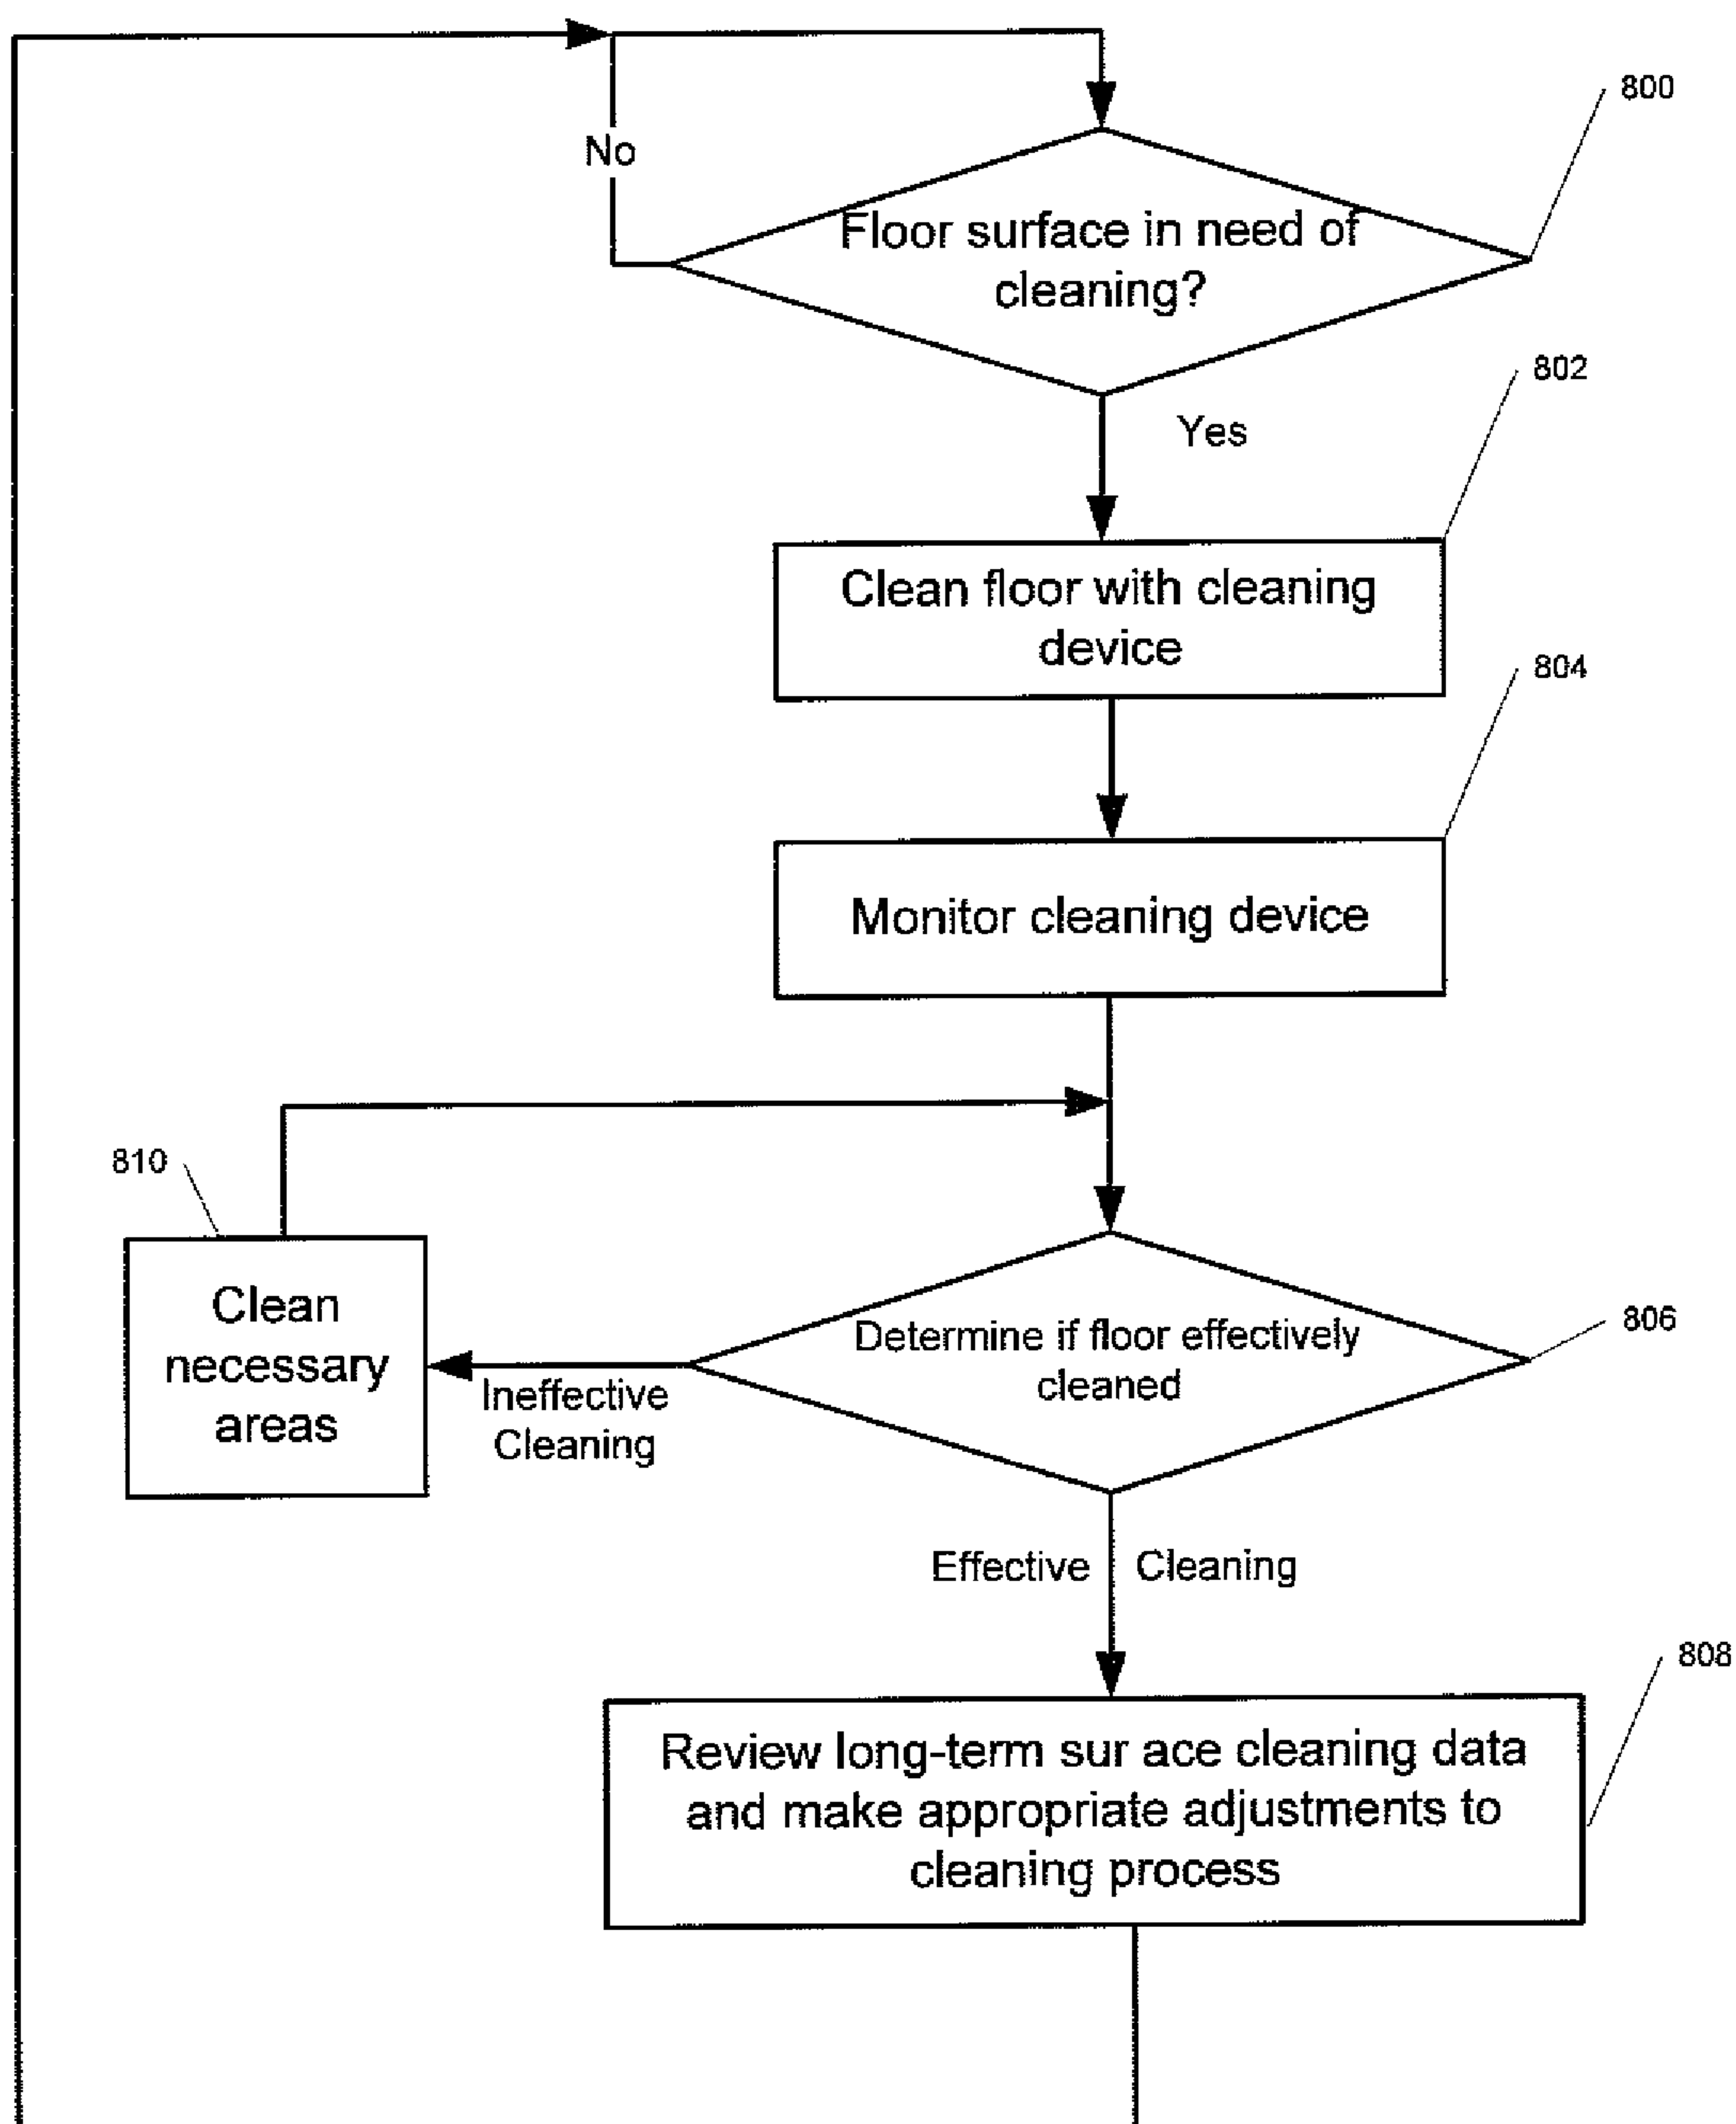 800
No
Floor surface in need of
cleaning?
802
Yes
Clean floor with cleaning
device
804
Monitor cleaning device
810
Clean
necessary
areas
Determine if floor effectively
cleaned
806
Ineffective
Cleaning
Effective Cleaning
808
Review long-term sur ace cleaning data
and make appropriate adjustments to
cleaning process